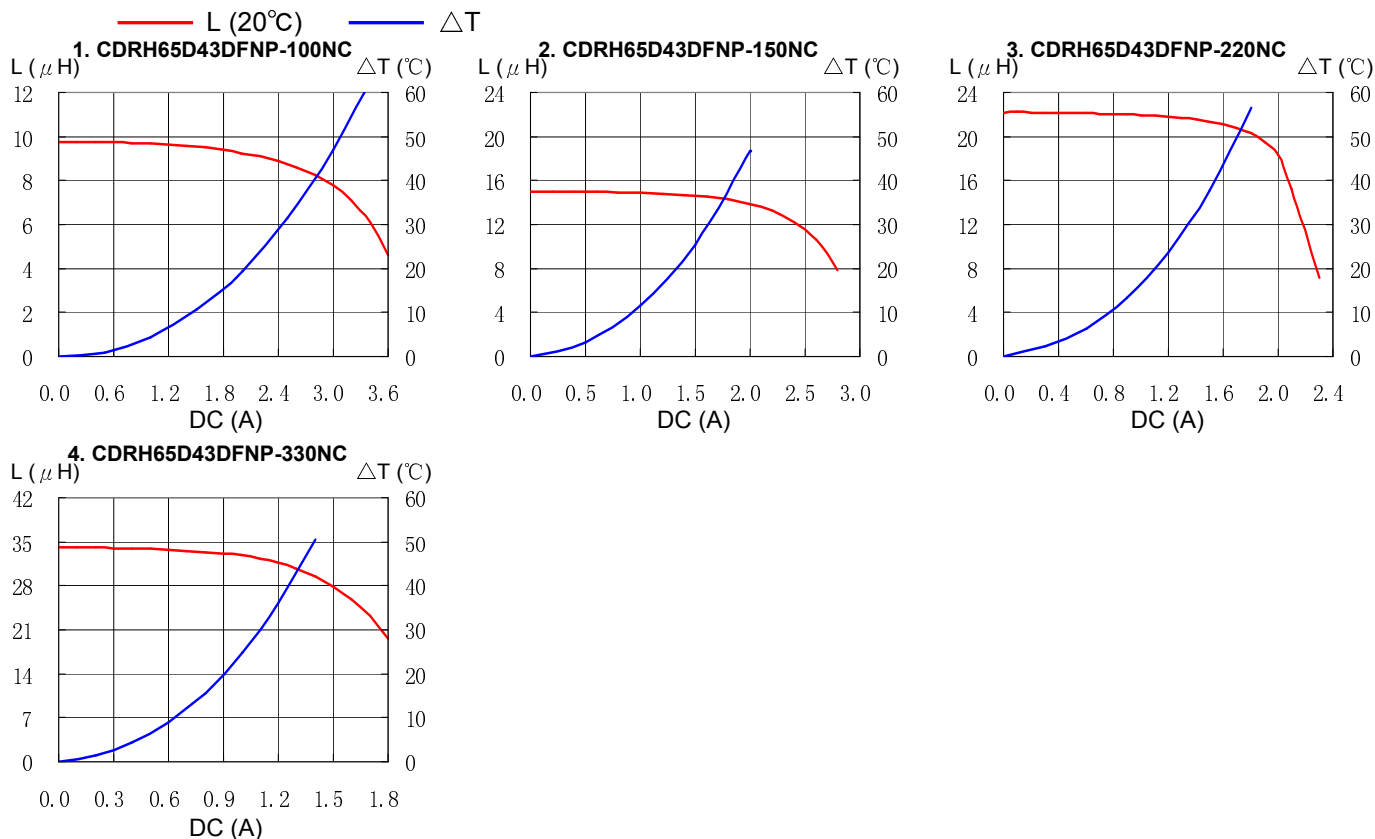 L (20℃) △T
1. CDRH65D43DFNP-100NC
L ( μ H) △T (℃)
12 60
10 50
8 40
6 30
4 20
2 10
0 0
0.0 0.6 1.2 1.8 2.4 3.0 3.6
DC (A)
2. CDRH65D43DFNP-150NC
L ( μ H) △T (℃)
24 60
20 50
16 40
12 30
8 20
4 10
0 0
0.0 0.5 1.0 1.5 2.0 2.5 3.0
DC (A)
3. CDRH65D43DFNP-220NC
L ( μ H) △T (℃)
24 60
20 50
16 40
12 30
8 20
4 10
0 0
0.0 0.4 0.8 1.2 1.6 2.0 2.4
DC (A)
4. CDRH65D43DFNP-330NC
L ( μ H) △T (℃)
42 60
35 50
28 40
21 30
14 20
7 10
0 0
0.0 0.3 0.6 0.9 1.2 1.5 1.8
DC (A)